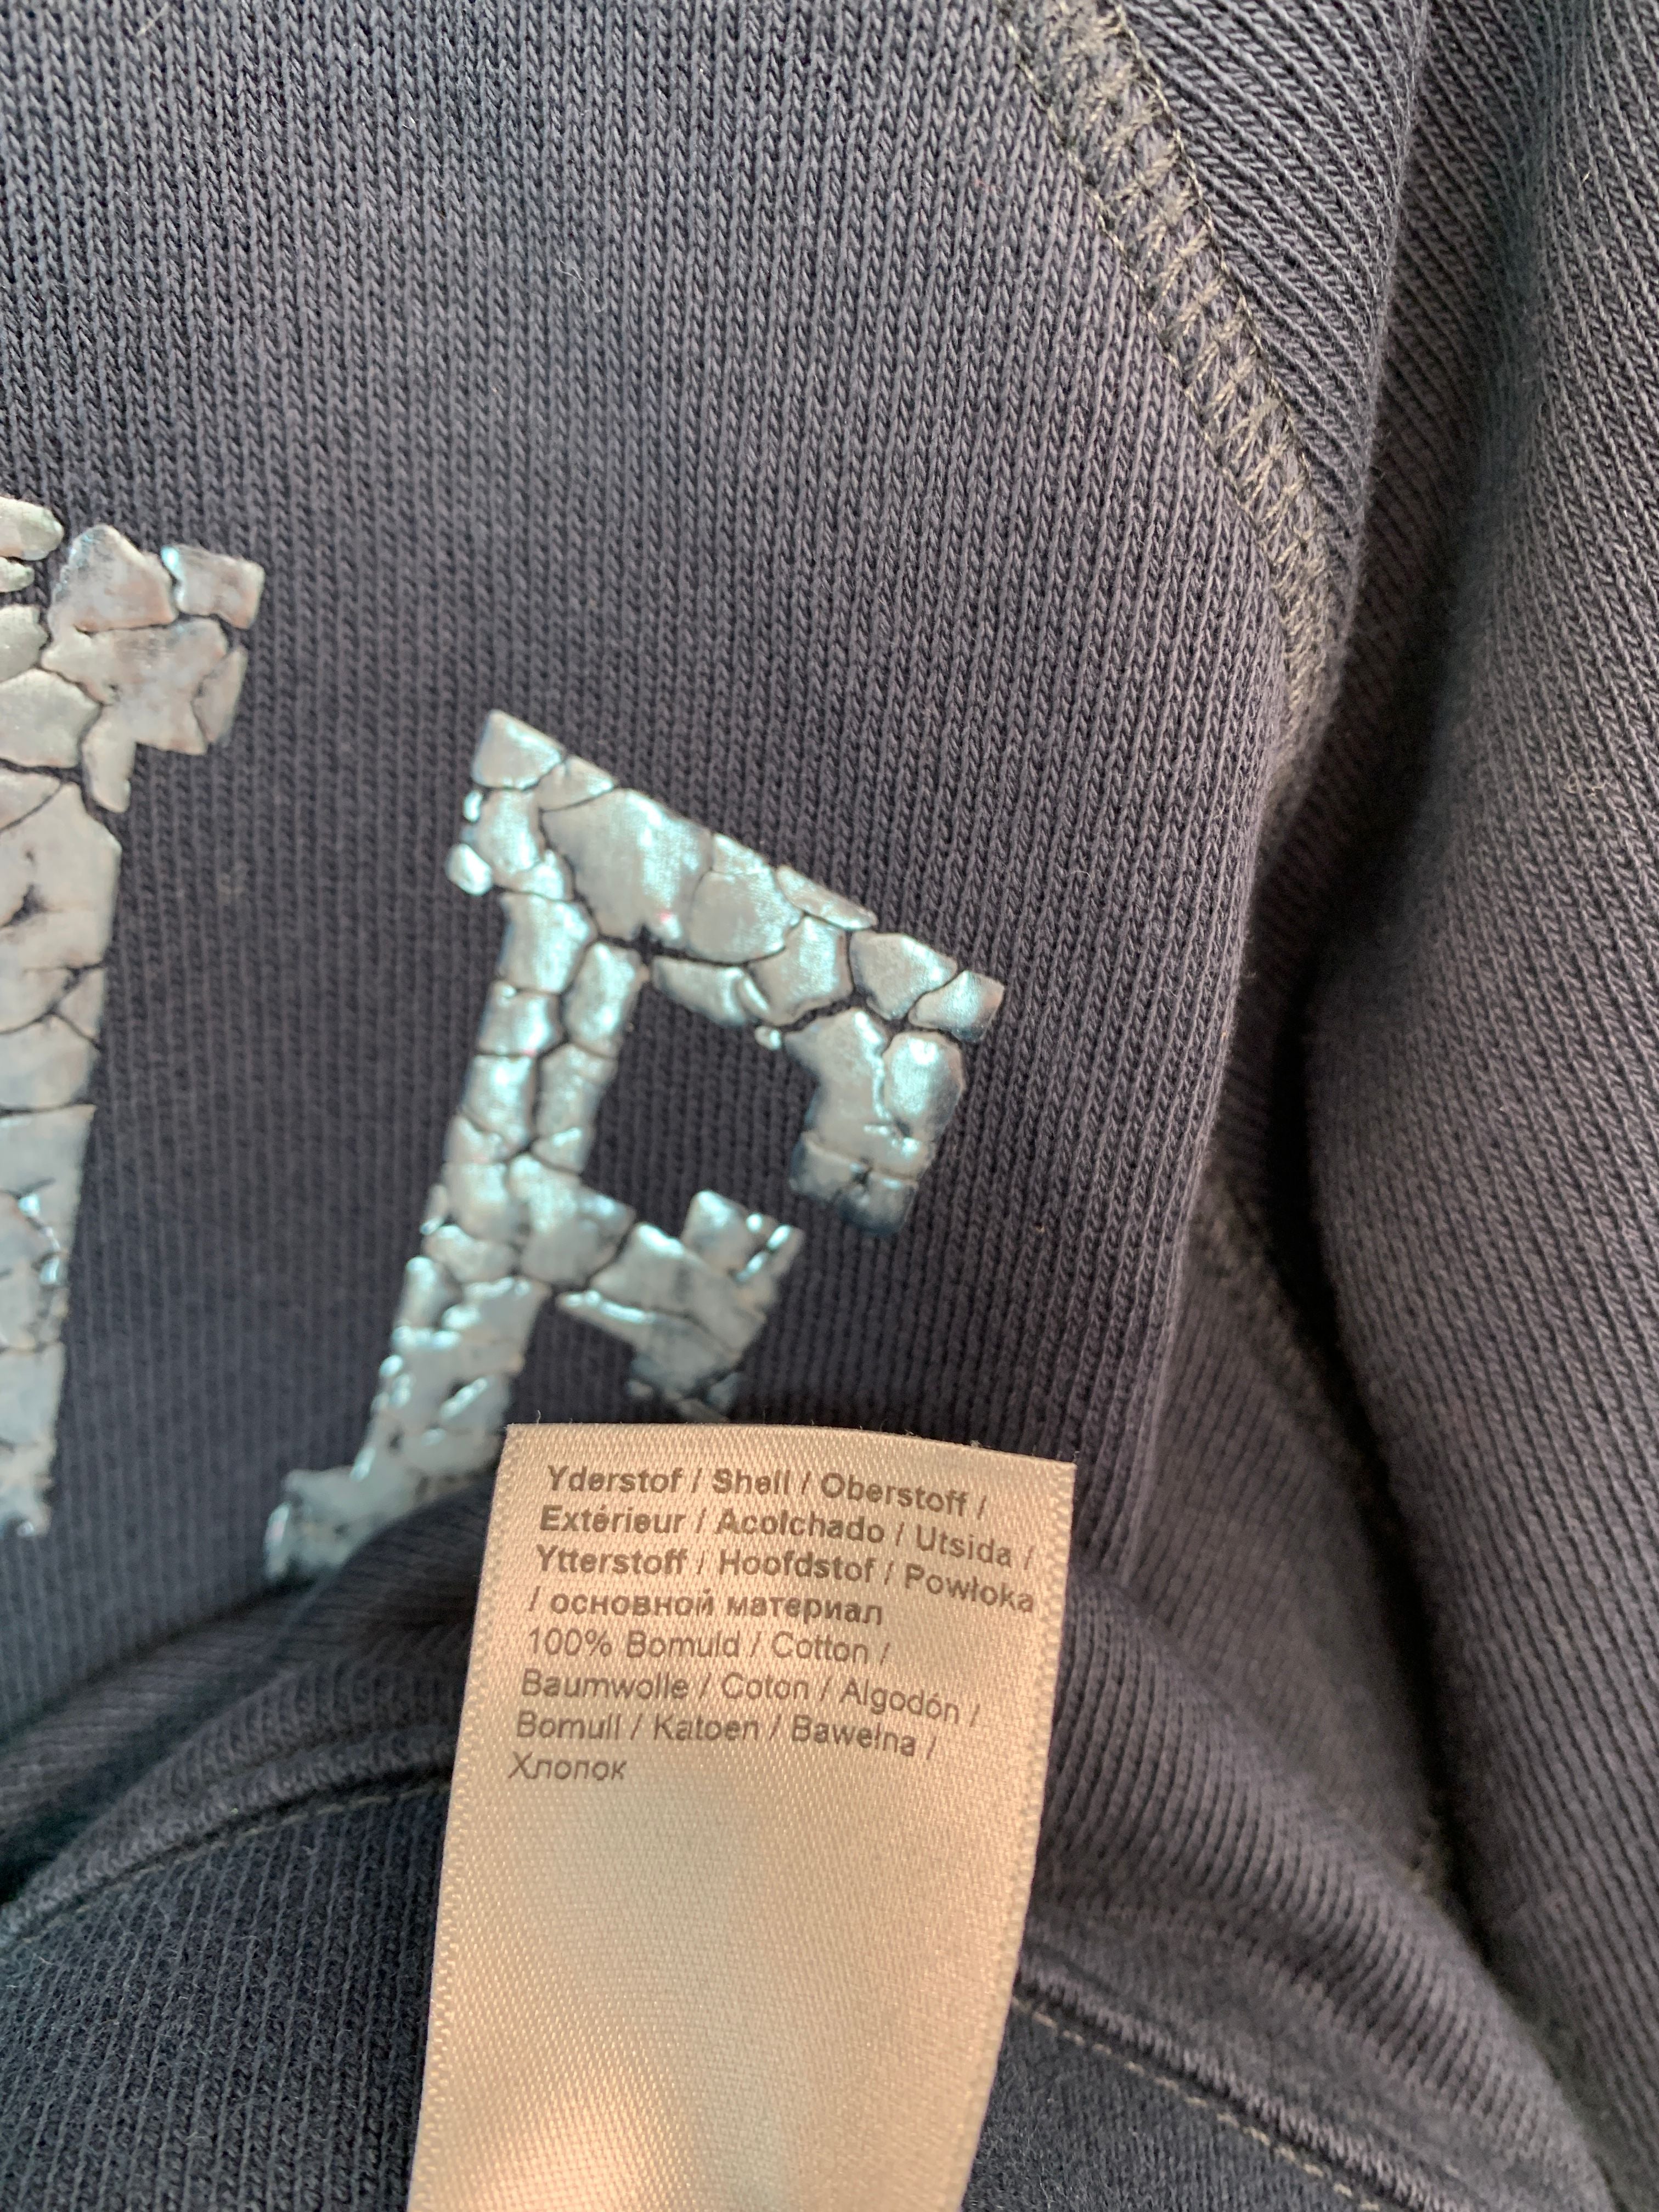 Yderstof / Shell / Oberstoff /
Extérieur / Acolchado / Utsida /
Ytterstoff / Hoofdstof / Powłoka
/ основной материал
100% Bomuld / Cotton /
Baumwolle / Coton / Algodón /
Bomull / Katoen / Bawełna /
Хлопок